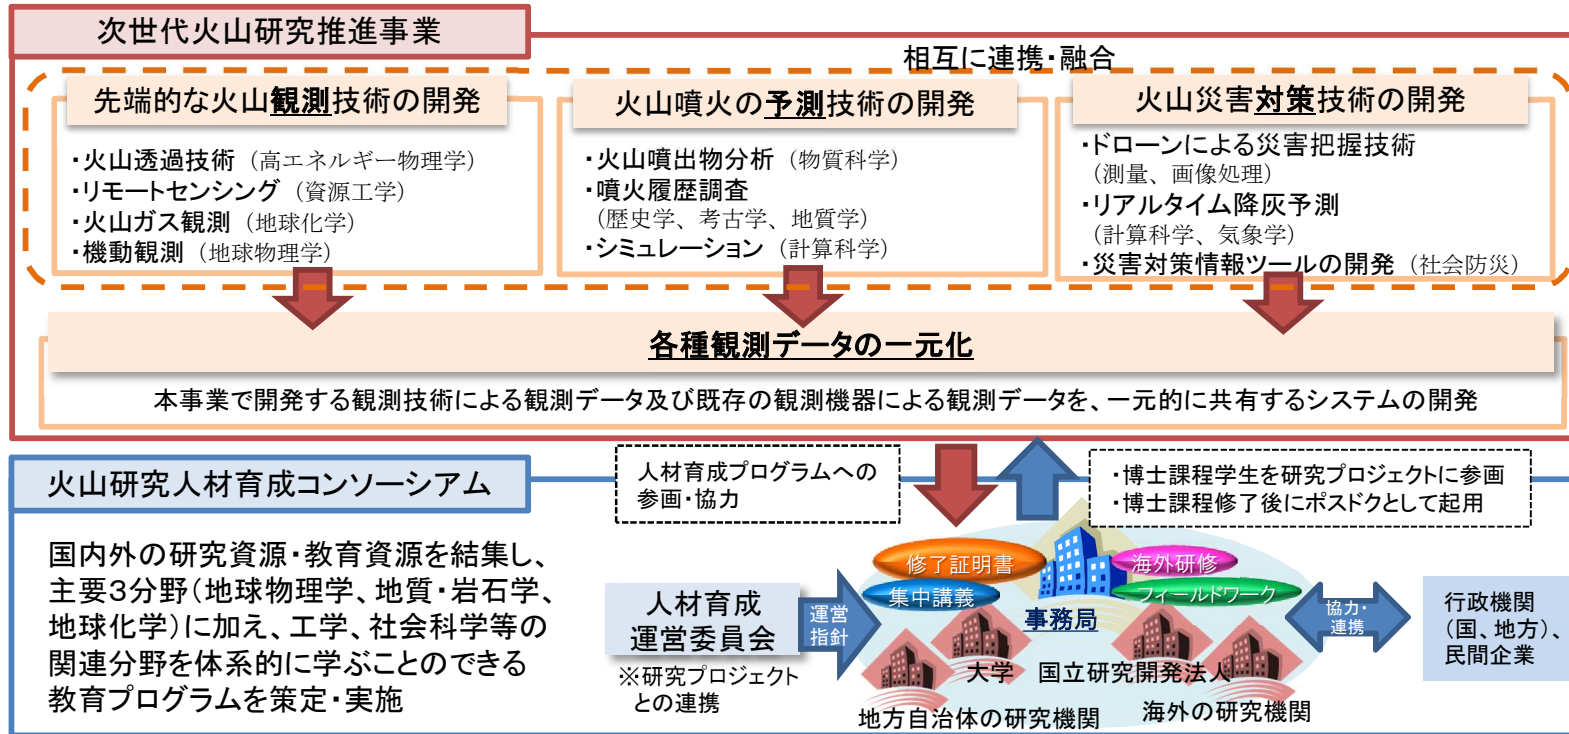 次世代火山研究推進事業
相互に連携・融合
先端的な火山観測技術の開発
・火山透過技術（高エネルギー物理学）
・リモートセンシング（資源工学）
・火山ガス観測（地球化学）
・機動観測（地球物理学）
火山噴火の予測技術の開発
・火山噴出物分析（物質科学）
・噴火履歴調査
（歴史学、考古学、地質学）
・シミュレーション（計算科学）
火山災害対策技術の開発
・ドローンによる災害把握技術
（測量、画像処理）
・リアルタイム降灰予測
（計算科学、気象学）
・災害対策情報ツールの開発（社会防災）
各種観測データの一元化
本事業で開発する観測技術による観測データ及び既存の観測機器による観測データを、一元的に共有するシステムの開発
火山研究人材育成コンソーシアム
人材育成プログラムへの
参画・協力
・博士課程学生を研究プロジェクトに参画
・博士課程修了後にポスドクとして起用
国内外の研究資源・教育資源を結集し、
主要３分野（地球物理学、地質・岩石学、
地球化学）に加え、工学、社会科学等の
関連分野を体系的に学ぶことのできる
教育プログラムを策定・実施
人材育成
運営委員会
※研究プロジェクト
との連携
運営
指針
修了証明書
集中講義
海外研修
フィールドワーク
事務局
大学
国立研究開発法人
地方自治体の研究機関
海外の研究機関
協力・
連携
行政機関
（国、地方）、
民間企業